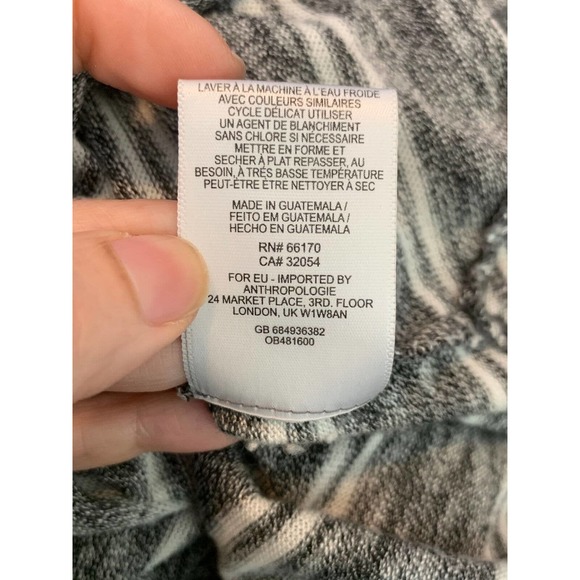 LAVER À LA MACHINE À L'EAU FROIDE
AVEC COULEURS SIMILAIRES
CYCLE DÉLICAT UTILISER
UN AGENT DE BLANCHIMENT
SANS CHLORE SI NÉCESSAIRE
METTRE EN FORME ET
SECHER À PLAT REPASSER, AU
BESOIN, À TRÉS BASSE TEMPÉRATURE
PEUT-ÊTRE ÊTRE NETTOYER À SEC
MADE IN GUATEMALA /
FEITO EM GUATEMALA/
HECHO EN GUATEMALA
RN# 66170
CA# 32054
FOR EU - IMPORTED BY
ANTHROPOLOGIE
24 MARKET PLACE, 3RD. FLOOR
LONDON, UK W1W8AN
GB 684936382
OB481600